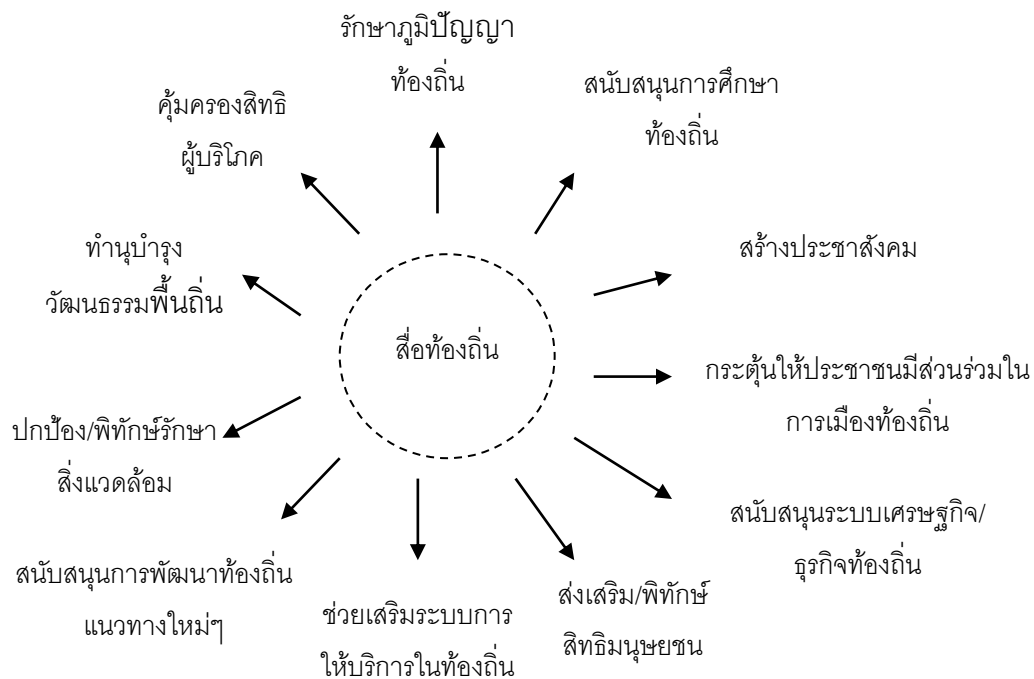 รักษาภูมิปัญญา
ท้องถิ่น
สนับสนุนการศึกษา
ท้องถิ่น
คุ้มครองสิทธิ
ผู้บริโภค
สร้างประชาสังคม
ทำนุบำรุง
วัฒนธรรมพื้นถิ่น
สื่อท้องถิ่น
กระตุ้นให้ประชาชนมีส่วนร่วมใน
การเมืองท้องถิ่น
ปกป้อง/พิทักษ์รักษา
สิ่งแวดล้อม
สนับสนุนระบบเศรษฐกิจ/
ธุรกิจท้องถิ่น
สนับสนุนการพัฒนาท้องถิ่น
แนวทางใหม่ๆ
ช่วยเสริมระบบการ
ให้บริการในท้องถิ่น
ส่งเสริม/พิทักษ์
สิทธิมนุษยชน